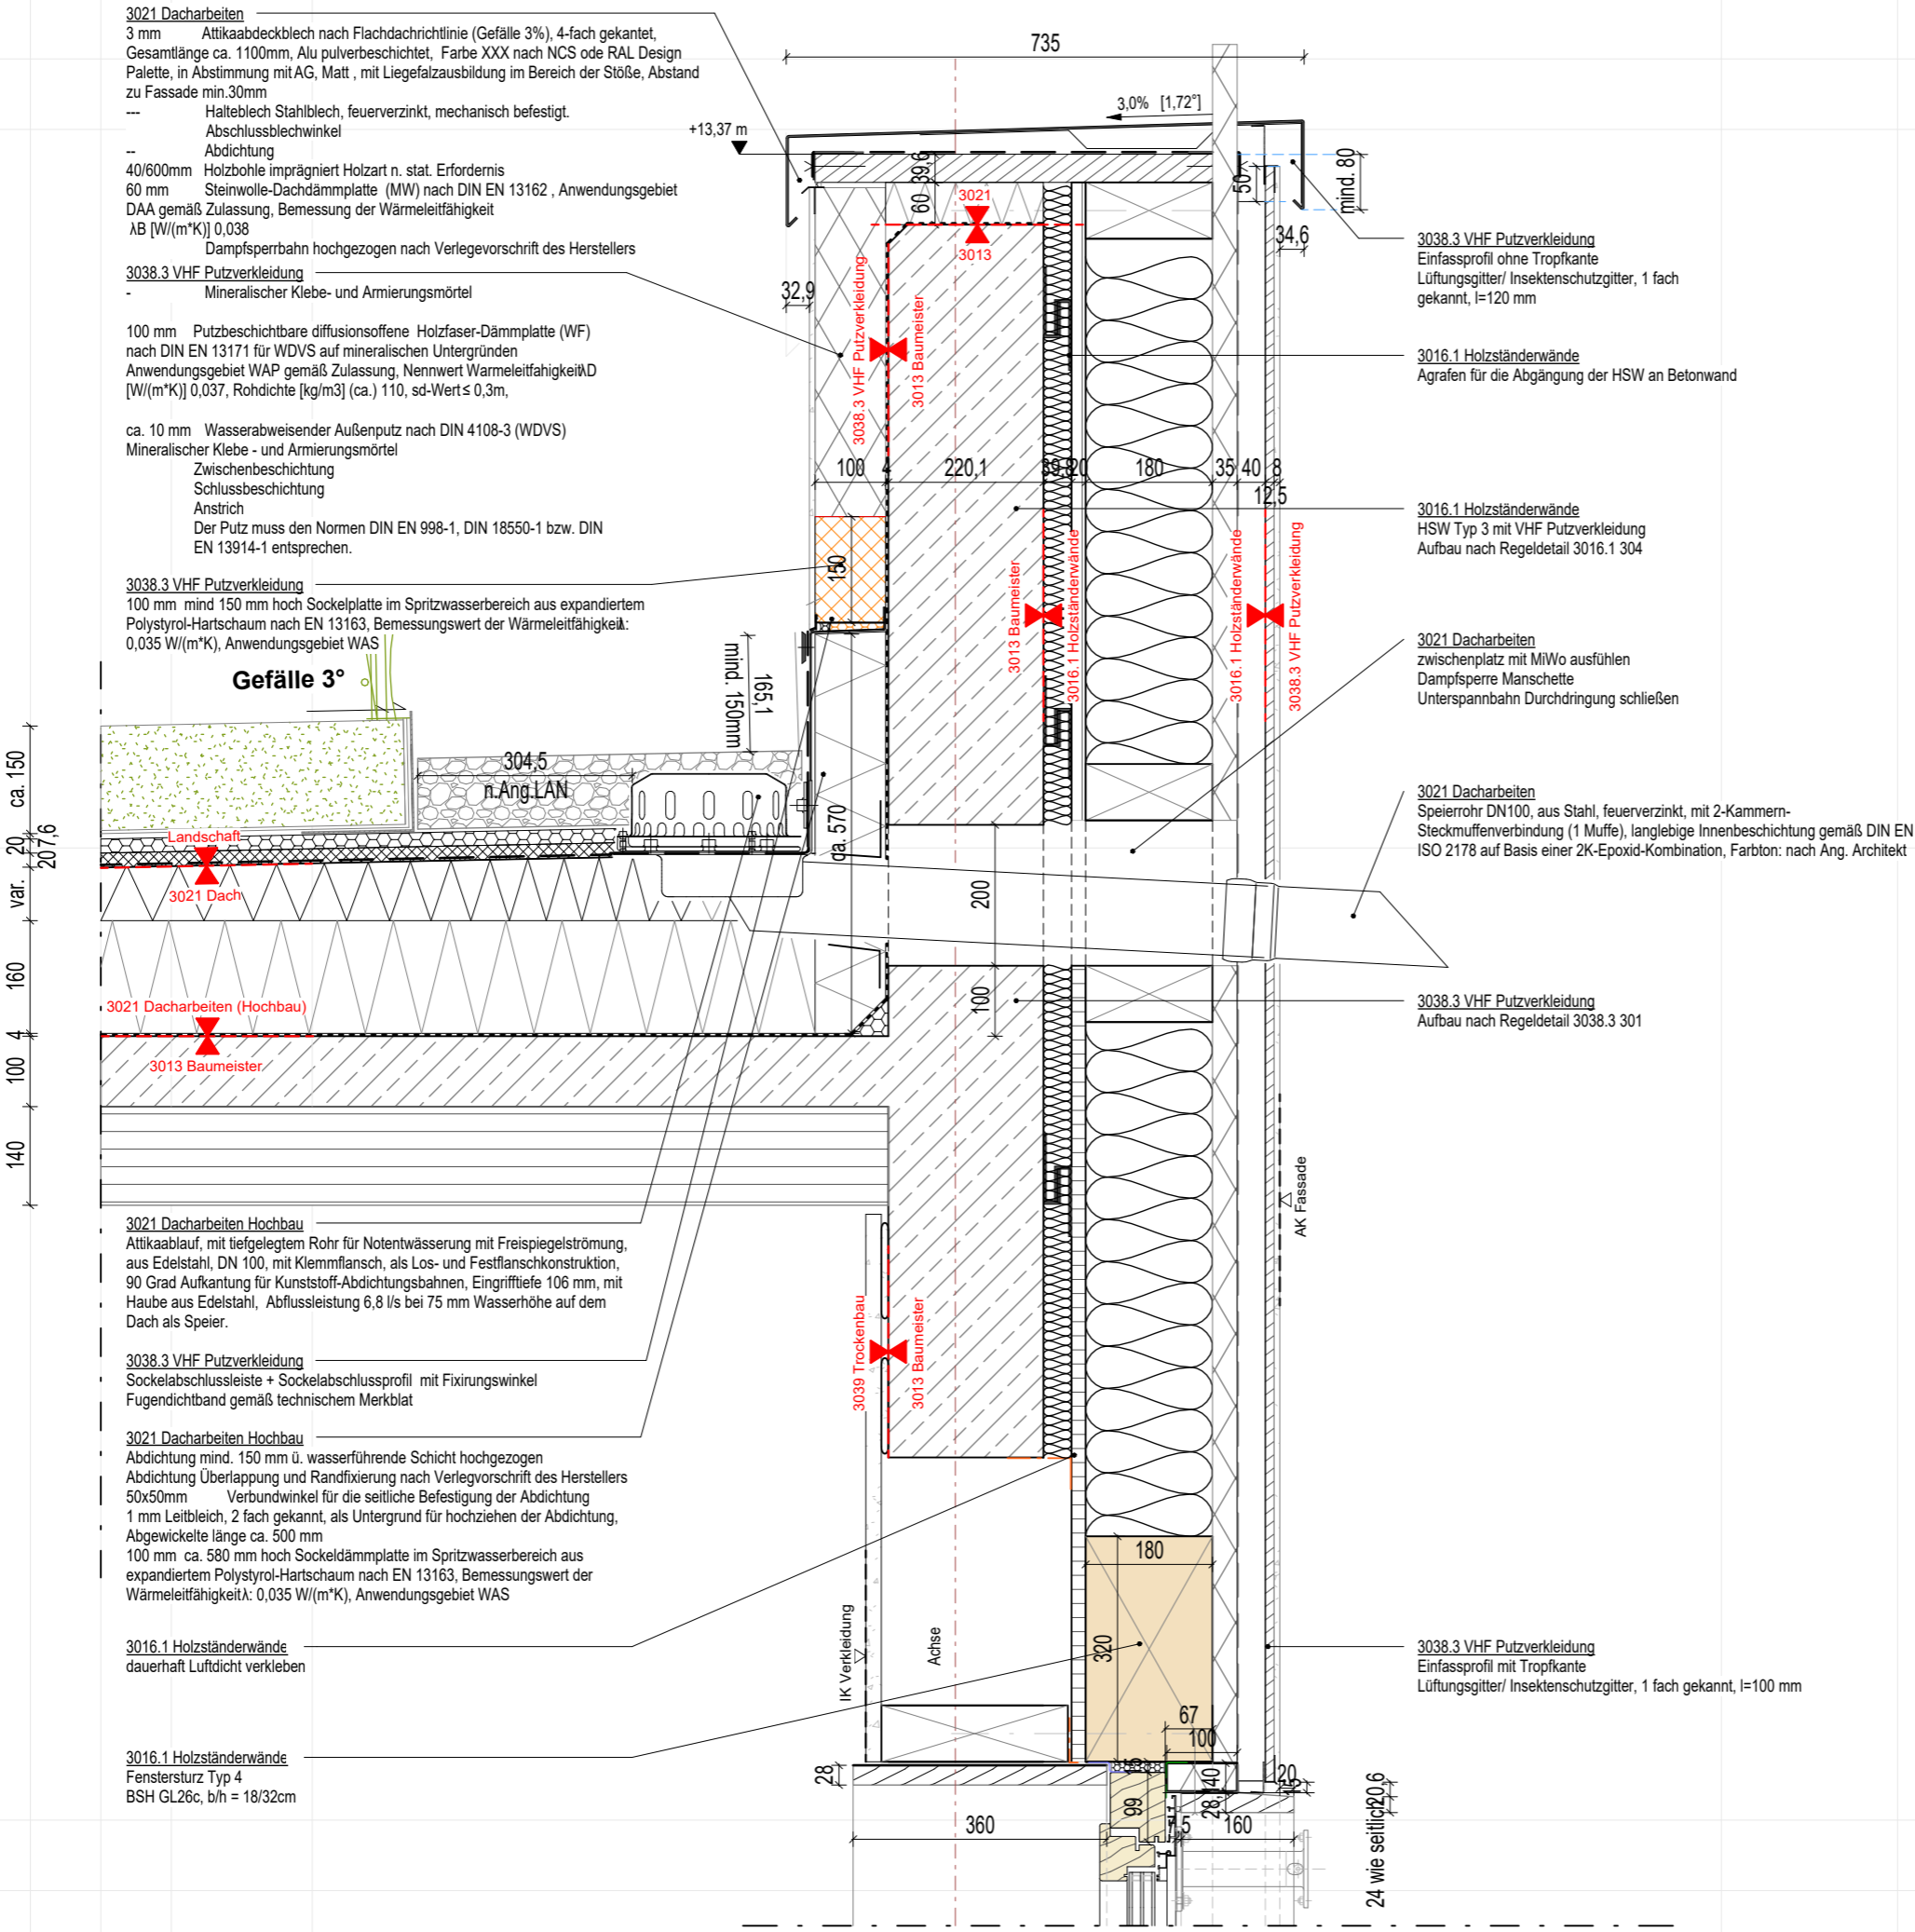 3021 Dacharbeiten
3 mm Attikaabdeckblech nach Flachdachrichtlinie (Gefälle 3%), 4-fach gekantet,
Gesamtlänge ca. 1100mm, Alu pulverbeschichtet, Farbe XXX nach NCS ode RAL Design
Palette, in Abstimmung mit AG, Matt , mit Liegefalzausbildung im Bereich der Stöße, Abstand
zu Fassade min.30mm
--- Halteblech Stahlblech, feuerverzinkt, mechanisch befestigt.
Abschlussblechwinkel
-- Abdichtung
40/600mm Holzbohle imprägniert Holzart n. stat. Erfordernis
60 mm Steinwolle-Dachdämmplatte (MW) nach DIN EN 13162 , Anwendungsgebiet
DAA gemäß Zulassung, Bemessung der Wärmeleitfähigkeit
λB [W/(m*K)] 0,038
Dampfsperrbahn hochgezogen nach Verlegevorschrift des Herstellers
3038.3 VHF Putzverkleidung
- Mineralischer Klebe- und Armierungsmörtel
100 mm Putzbeschichtbare diffusionsoffene Holzfaser-Dämmplatte (WF)
nach DIN EN 13171 für WDVS auf mineralischen Untergründen
Anwendungsgebiet WAP gemäß Zulassung, Nennwert WarmeleitfahigkeitλD
[W/(m*K)] 0,037, Rohdichte [kg/m3] (ca.) 110, sd-Wert ≤ 0,3m,
ca. 10 mm Wasserabweisender Außenputz nach DIN 4108-3 (WDVS)
Mineralischer Klebe - und Armierungsmörtel
Zwischenbeschichtung
Schlussbeschichtung
Anstrich
Der Putz muss den Normen DIN EN 998-1, DIN 18550-1 bzw. DIN
EN 13914-1 entsprechen.
3038.3 VHF Putzverkleidung
100 mm mind 150 mm hoch Sockelplatte im Spritzwasserbereich aus expandiertem
Polystyrol-Hartschaum nach EN 13163, Bemessungswert der Wärmeleitfähigkeitλ:
0,035 W/(m*K), Anwendungsgebiet WAS
Gefälle 3°
735
3,0% [1,72°]
+13,37 m
39,6
60
3021
3013
50
mind. 80
34,6
32,9
3038.3 VHF Putzverkleidung
3013 Baumeister
100
4
220,1
39,8
20
180
35
40
8
12,5
150
3013 Baumeister
3016.1 Holzständerwände
3016.1 Holzständerwände
3038.3 VHF Putzverkleidung
3038.3 VHF Putzverkleidung
Einfassprofil ohne Tropfkante
Lüftungsgitter/ Insektenschutzgitter, 1 fach
gekannt, l=120 mm
3016.1 Holzständerwände
Agrafen für die Abgängung der HSW an Betonwand
3016.1 Holzständerwände
HSW Typ 3 mit VHF Putzverkleidung
Aufbau nach Regeldetail 3016.1 304
3021 Dacharbeiten
zwischenplatz mit MiWo ausfühlen
Dampfsperre Manschette
Unterspannbahn Durchdringung schließen
3021 Dacharbeiten
Speierrohr DN100, aus Stahl, feuerverzinkt, mit 2-Kammern-
Steckmuffenverbindung (1 Muffe), langlebige Innenbeschichtung gemäß DIN EN
ISO 2178 auf Basis einer 2K-Epoxid-Kombination, Farbton: nach Ang. Architekt
3038.3 VHF Putzverkleidung
Aufbau nach Regeldetail 3038.3 301
165,1
mind. 150mm
304,5
n.Ang.LAN
ca. 570
200
100
ca. 150
7,6
20
20
var.
160
4
100
140
Landschaft
3021 Dach
3021 Dacharbeiten (Hochbau)
3013 Baumeister
3021 Dacharbeiten Hochbau
Attikaablauf, mit tiefgelegtem Rohr für Notentwässerung mit Freispiegelströmung,
aus Edelstahl, DN 100, mit Klemmflansch, als Los- und Festflanschkonstruktion,
90 Grad Aufkantung für Kunststoff-Abdichtungsbahnen, Eingrifftiefe 106 mm, mit
Haube aus Edelstahl, Abflussleistung 6,8 l/s bei 75 mm Wasserhöhe auf dem
Dach als Speier.
3038.3 VHF Putzverkleidung
Sockelabschlussleiste + Sockelabschlussprofil mit Fixirungswinkel
Fugendichtband gemäß technischem Merkblat
3021 Dacharbeiten Hochbau
Abdichtung mind. 150 mm ü. wasserführende Schicht hochgezogen
Abdichtung Überlappung und Randfixierung nach Verlegvorschrift des Herstellers
50x50mm Verbundwinkel für die seitliche Befestigung der Abdichtung
1 mm Leitbleich, 2 fach gekannt, als Untergrund für hochziehen der Abdichtung,
Abgewickelte länge ca. 500 mm
100 mm ca. 580 mm hoch Sockeldämmplatte im Spritzwasserbereich aus
expandiertem Polystyrol-Hartschaum nach EN 13163, Bemessungswert der
Wärmeleitfähigkeitλ: 0,035 W/(m*K), Anwendungsgebiet WAS
3016.1 Holzständerwände
dauerhaft Luftdicht verkleben
3016.1 Holzständerwände
Fenstersturz Typ 4
BSH GL26c, b/h = 18/32cm
3039 Trockenbau
3013 Baumeister
AK Fassade
IK Verkleidung
Achse
180
320
67
100
3038.3 VHF Putzverkleidung
Einfassprofil mit Tropfkante
Lüftungsgitter/ Insektenschutzgitter, 1 fach gekannt, l=100 mm
28
99
40
20
360
160
20,6
24 wie seitlich